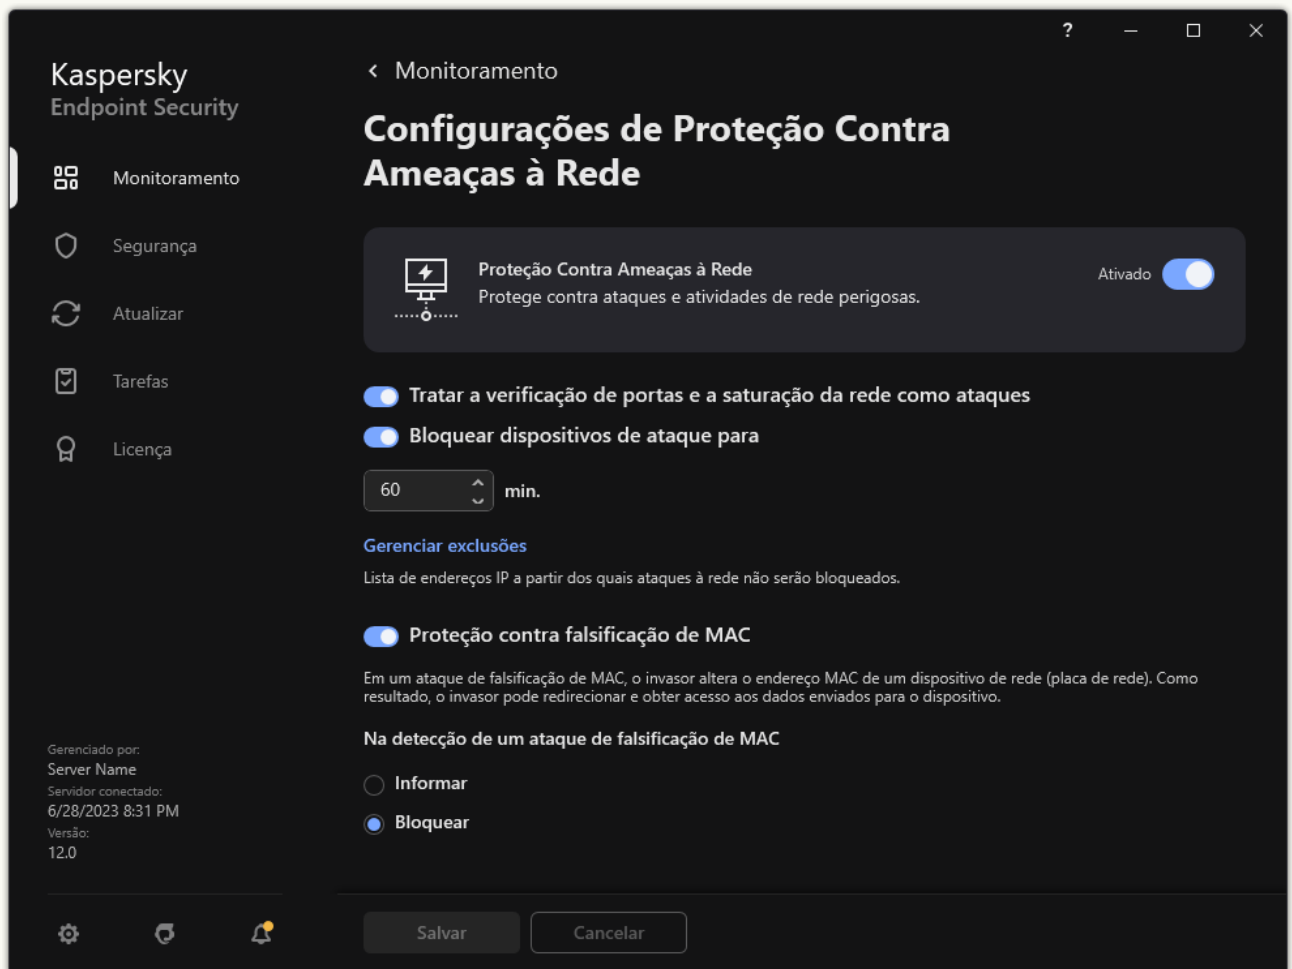 ?
Kaspersky
Endpoint Security
Monitoramento
Segurança
Atualizar
Tarefas
Licença
Gerenciado por:
Server Name
Servidor conectado:
6/28/2023 8:31 PM
Versão:
12.0
Monitoramento
Configurações de Proteção Contra
Ameaças à Rede
Proteção Contra Ameaças à Rede
Protege contra ataques e atividades de rede perigosas.
Ativado
Tratar a verificação de portas e a saturação da rede como ataques
Bloquear dispositivos de ataque para
60 min.
Gerenciar exclusões
Lista de endereços IP a partir dos quais ataques à rede não serão bloqueados.
Proteção contra falsificação de MAC
Em um ataque de falsificação de MAC, o invasor altera o endereço MAC de um dispositivo de rede (placa de rede). Como
resultado, o invasor pode redirecionar e obter acesso aos dados enviados para o dispositivo.
Na detecção de um ataque de falsificação de MAC
Informar
Bloquear
Salvar
Cancelar